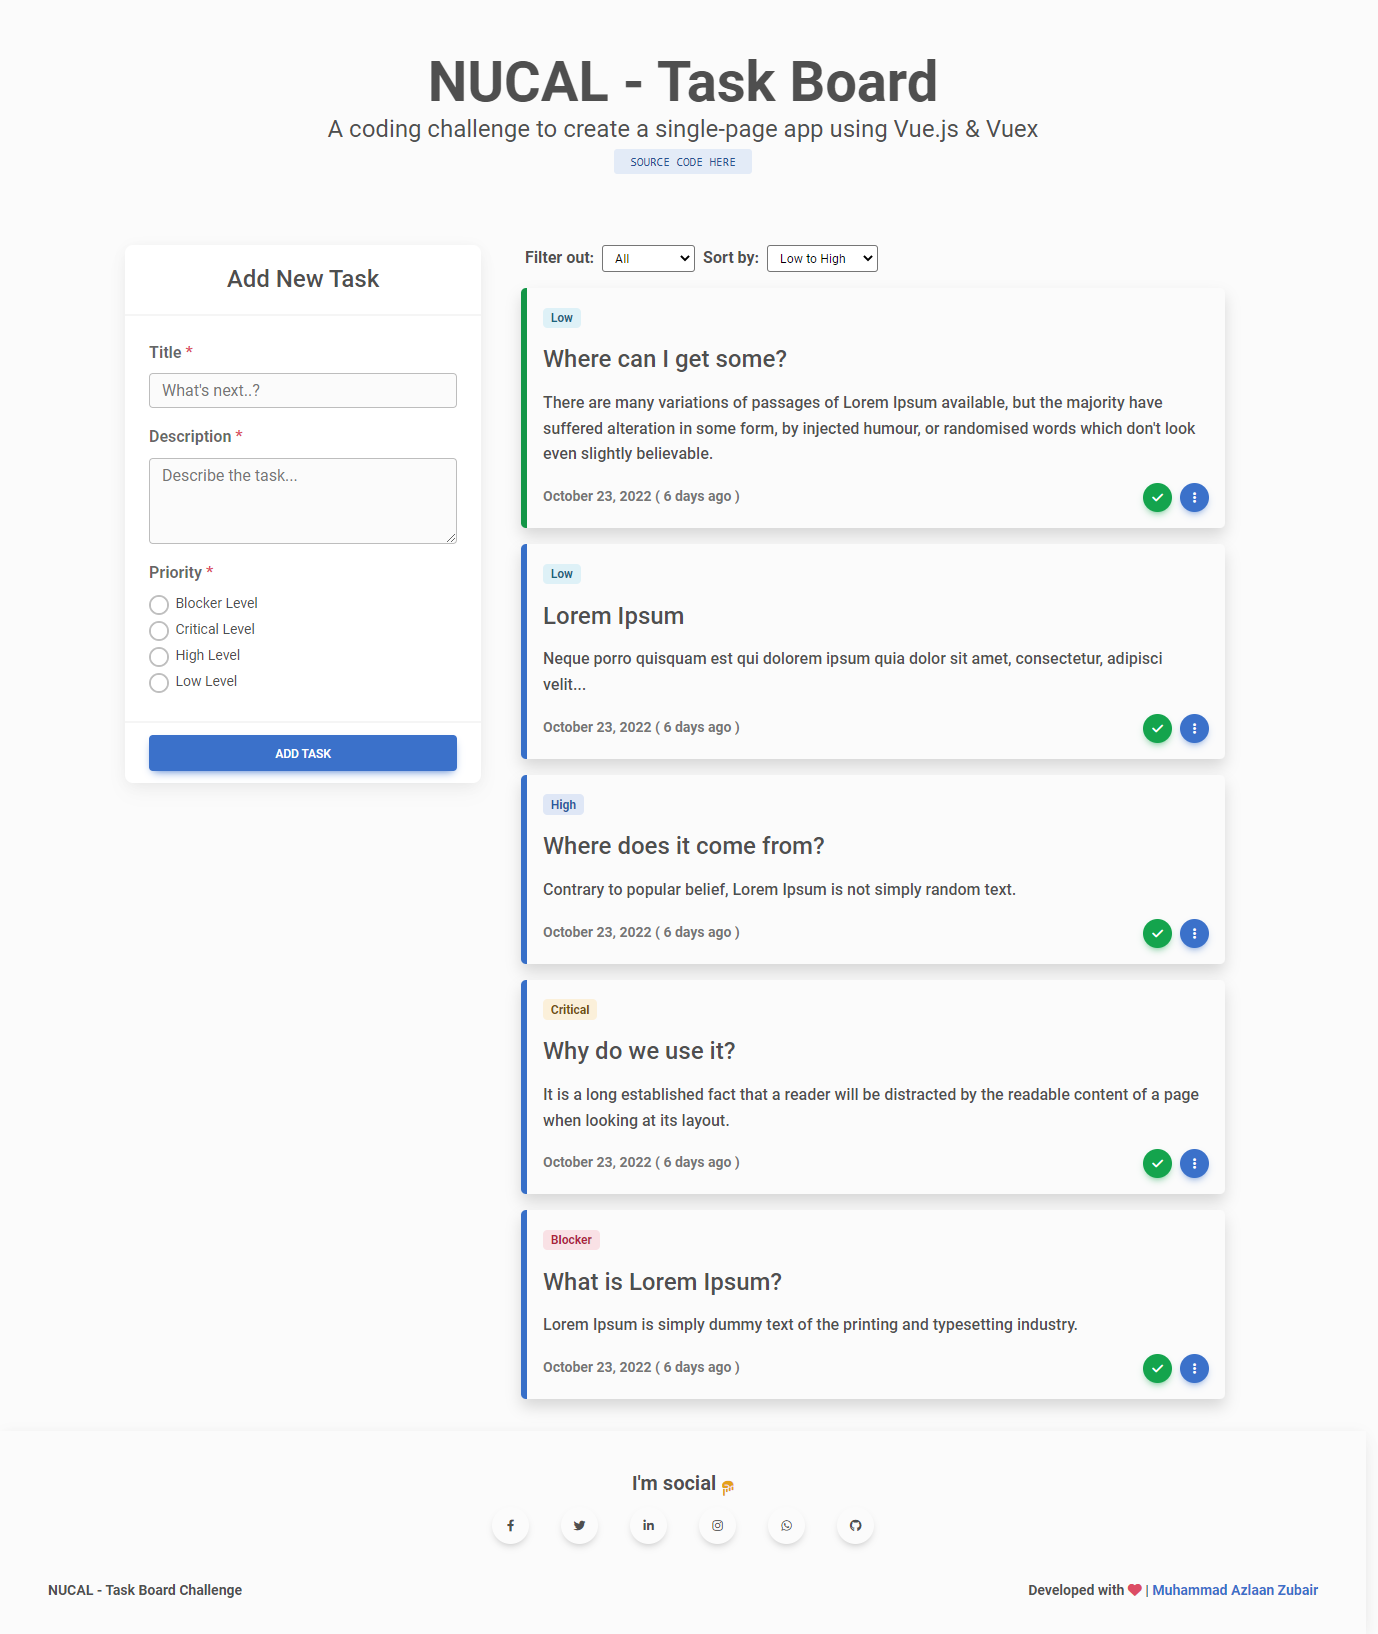 NUCAL - Task Board
A coding challenge to create a single-page app using Vue.js & Vuex
SOURCE CODE HERE
Add New Task
Title *
What's next..?
Description *
Describe the task...
Priority *
Blocker Level
Critical Level
High Level
Low Level
ADD TASK
Filter out: All Sort by: Low to High
Low
Where can I get some?
There are many variations of passages of Lorem Ipsum available, but the majority have
suffered alteration in some form, by injected humour, or randomised words which don't look
even slightly believable.
October 23, 2022 ( 6 days ago )
Low
Lorem Ipsum
Neque porro quisquam est qui dolorem ipsum quia dolor sit amet, consectetur, adipisci
velit...
October 23, 2022 ( 6 days ago )
High
Where does it come from?
Contrary to popular belief, Lorem Ipsum is not simply random text.
October 23, 2022 ( 6 days ago )
Critical
Why do we use it?
It is a long established fact that a reader will be distracted by the readable content of a page
when looking at its layout.
October 23, 2022 ( 6 days ago )
Blocker
What is Lorem Ipsum?
Lorem Ipsum is simply dummy text of the printing and typesetting industry.
October 23, 2022 ( 6 days ago )
I'm social
NUCAL - Task Board Challenge
Developed with ❤ | Muhammad Azlaan Zubair